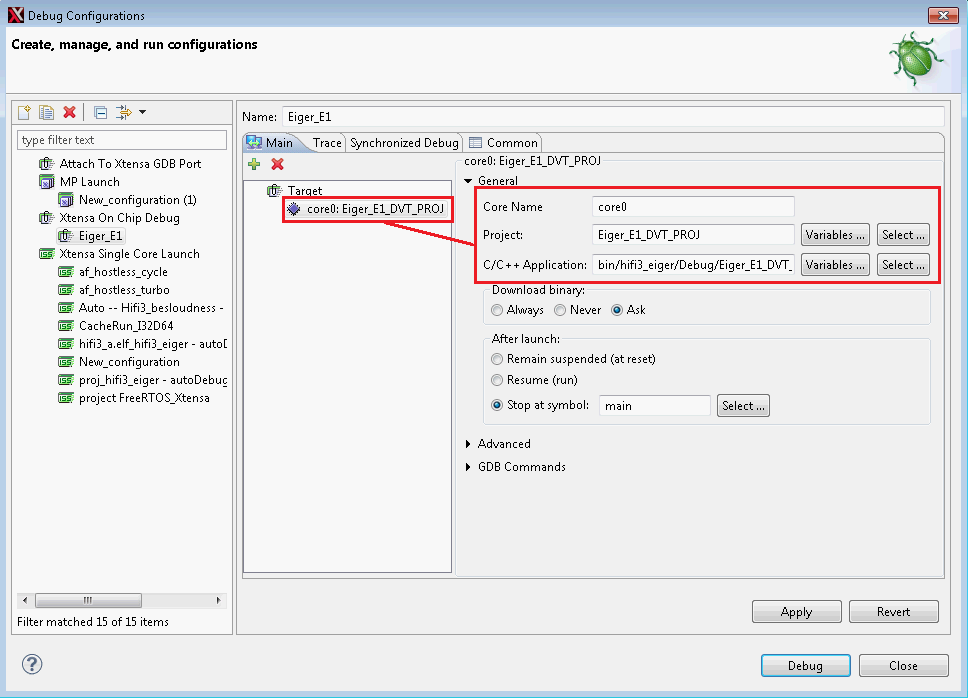 Debug Configurations
Create, manage, and run configurations
type filter text
Attach To Xtensa GDB Port
MP Launch
New_configuration (1)
Xtensa On Chip Debug
Eiger_E1
Xtensa Single Core Launch
af_hostless_cycle
af_hostless_turbo
Auto -- Hifi3_besloudness -
CacheRun_I32D64
hifi3_a.elf_hifi3_eiger - autoD
New_configuration
proj_hifi3_eiger - autoDebug
project FreeRTOS_Xtensa
Filter matched 15 of 15 items
Name: Eiger_E1
Main Trace Synchronized Debug Common
Target
core0: Eiger_E1_DVT_PROJ
core0: Eiger_E1_DVT_PROJ
General
Core Name core0
Project: Eiger_E1_DVT_PROJ Variables ... Select ...
C/C++ Application: bin/hifi3_eiger/Debug/Eiger_E1_DVT_ Variables ... Select ...
Download binary:
Always Never Ask
After launch:
Remain suspended (at reset)
Resume (run)
Stop at symbol: main Select ...
Advanced
GDB Commands
Apply Revert
? Debug Close